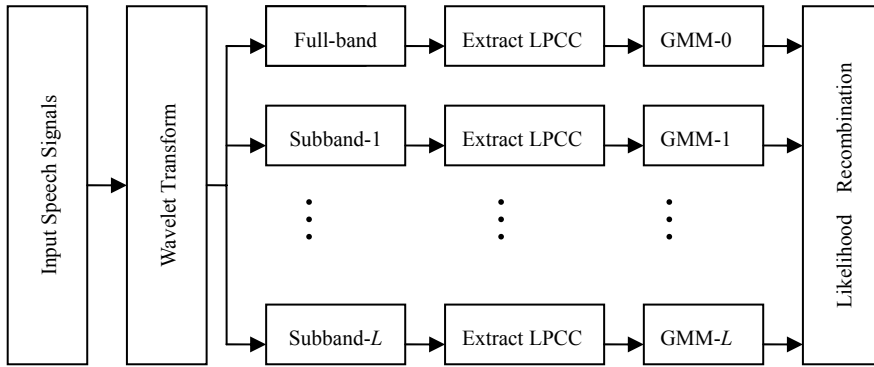 Input Speech Signals
Wavelet Transform
Full-band
Extract LPCC
GMM-0
Subband-1
Extract LPCC
GMM-1
Subband-L
Extract LPCC
GMM-L
Likelihood Recombination